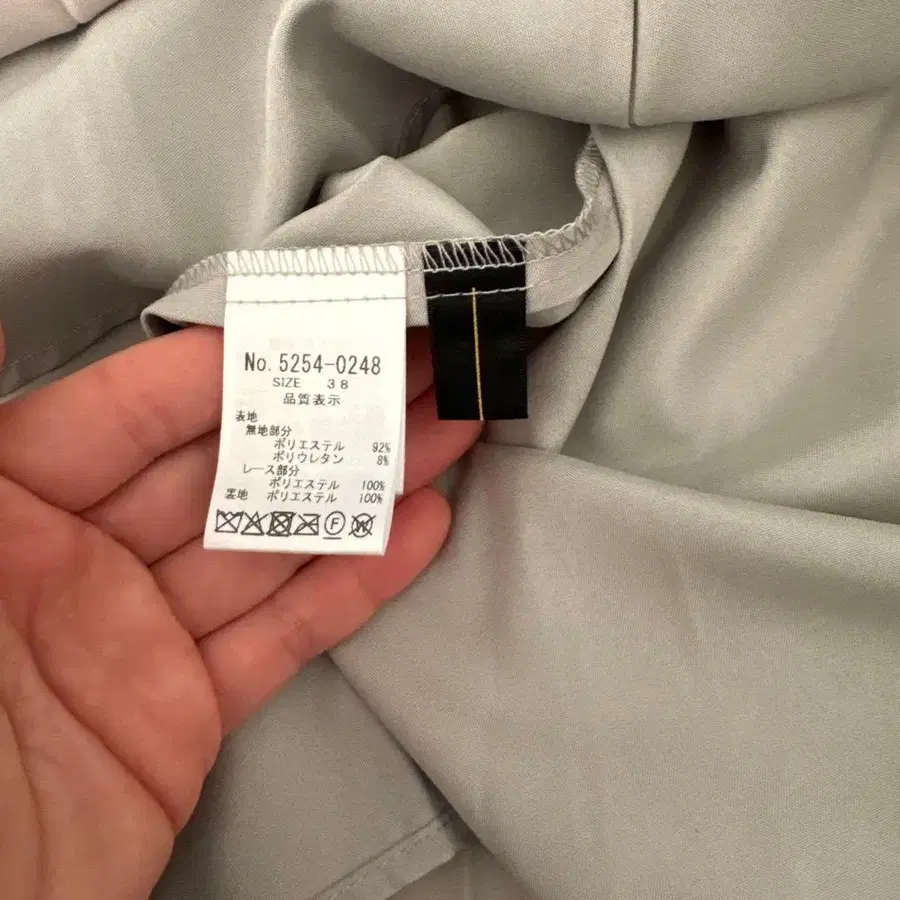 No. 5254-0248
SIZE 38
品質表示
表地
無地部分
ポリエステル 92%
ポリウレタン 8%
レース部分
ポリエステル 100%
裏地 ポリエステル 100%
F W